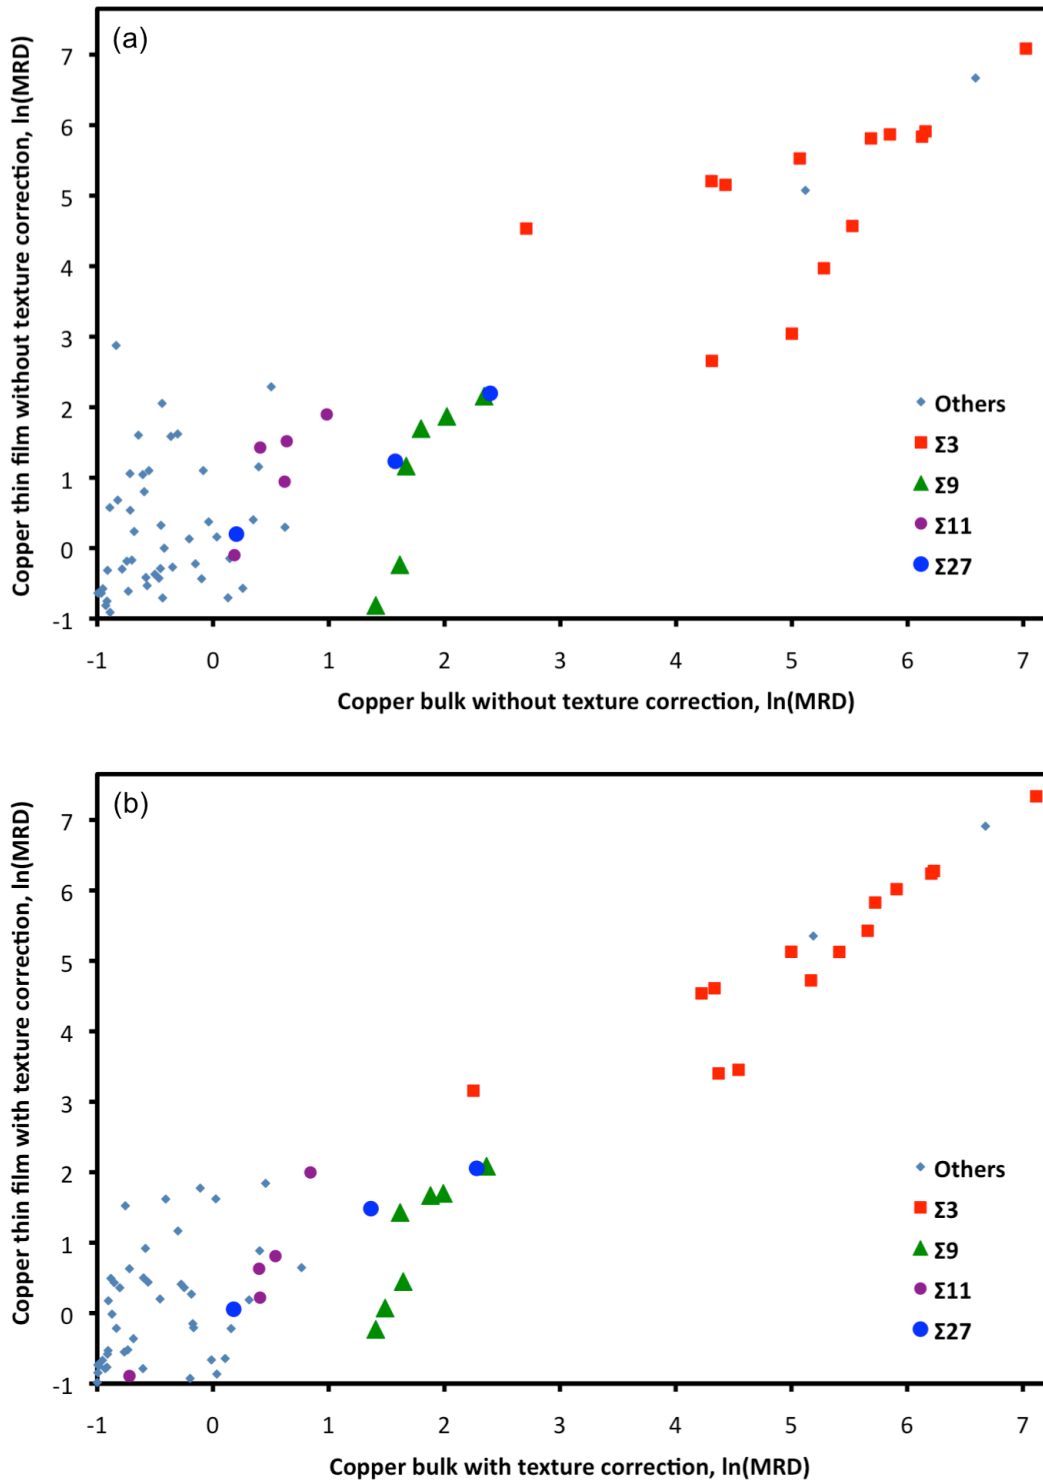 (a)
Copper thin film without texture correction, ln(MRD)
7
6
5
4
3
2
1
0
-1
-1 0 1 2 3 4 5 6 7
Copper bulk without texture correction, ln(MRD)
Others
Σ3
Σ9
Σ11
Σ27
(b)
Copper thin film with texture correction, ln(MRD)
7
6
5
4
3
2
1
0
-1
-1 0 1 2 3 4 5 6 7
Copper bulk with texture correction, ln(MRD)
Others
Σ3
Σ9
Σ11
Σ27